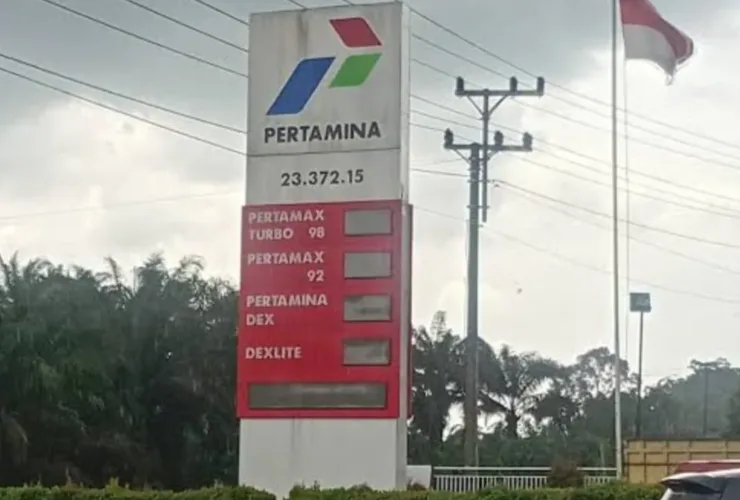 PERTAMINA
23.372.15
PERTAMAX
TURBO 98
PERTAMAX
92
PERTAMINA
DEX
DEXLITE